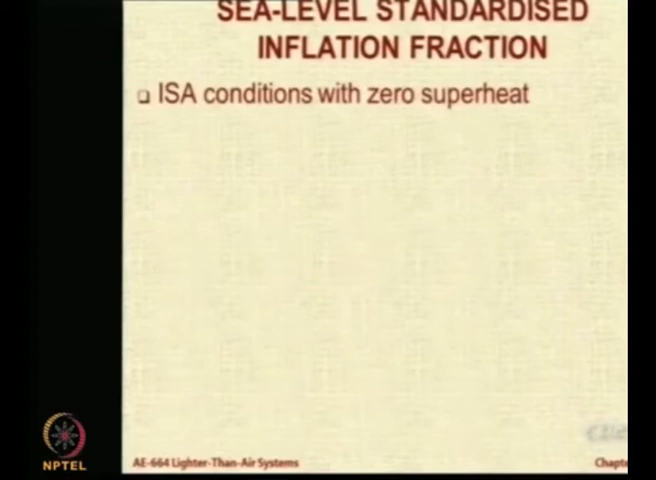 SEA-LEVEL STANDARDISED
INFLATION FRACTION
❑ ISA conditions with zero superheat
NPTEL
AE-664 Lighter-Than-Air Systems